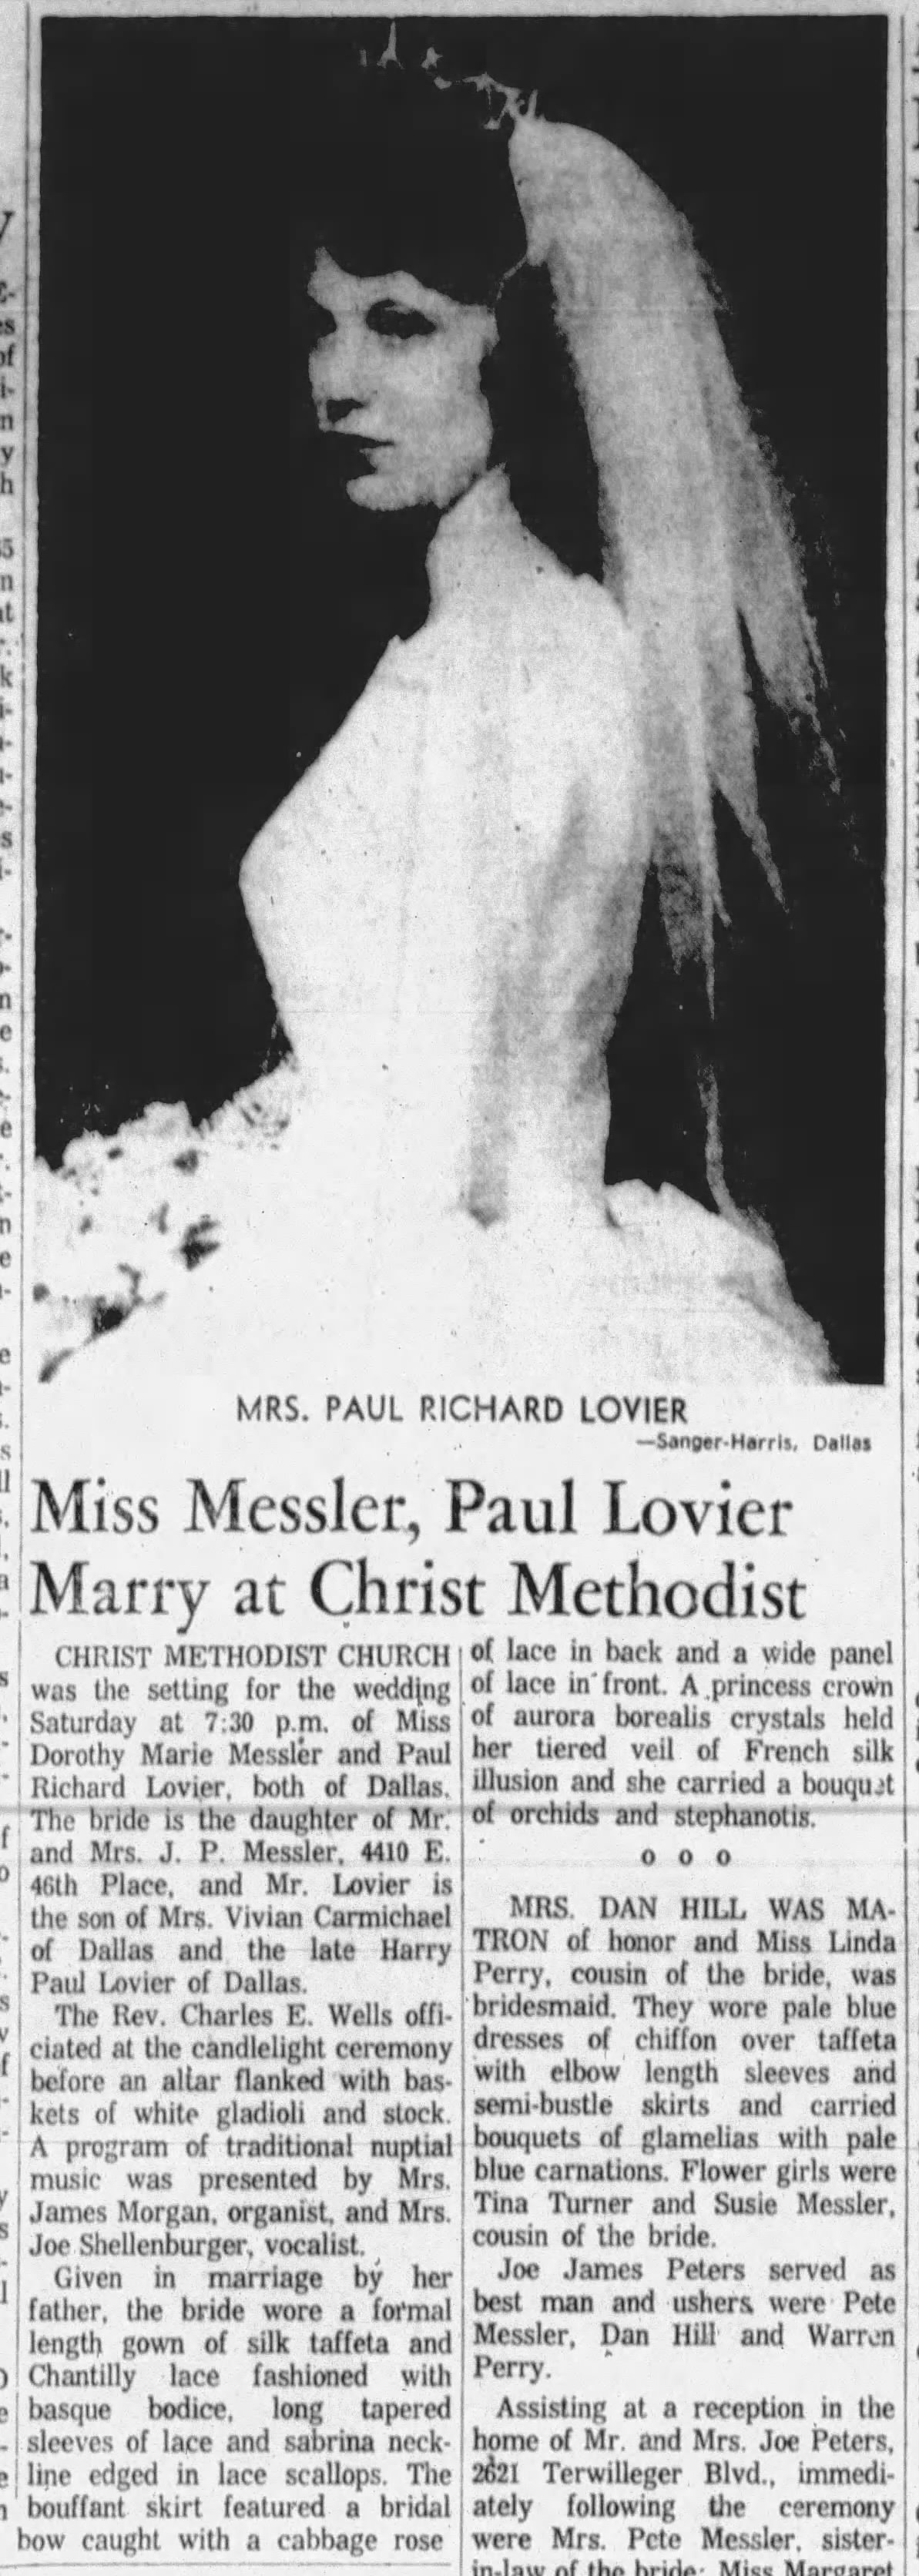 MRS. PAUL RICHARD LOVIER
—Sanger-Harris, Dallas
Miss Messler, Paul Lovier
Marry at Christ Methodist
CHRIST METHODIST CHURCH
was the setting for the wedding
Saturday at 7:30 p.m. of Miss
Dorothy Marie Messler and Paul
Richard Lovier, both of Dallas.
The bride is the daughter of Mr.
and Mrs. J. P. Messler, 4410 E.
46th Place, and Mr. Lovier is
the son of Mrs. Vivian Carmichael
of Dallas and the late Harry
Paul Lovier of Dallas.
The Rev. Charles E. Wells offi-
ciated at the candlelight ceremony
before an altar flanked with bas-
kets of white gladioli and stock.
A program of traditional nuptial
music was presented by Mrs.
James Morgan, organist, and Mrs.
Joe Shellenburger, vocalist.
Given in marriage by her
father, the bride wore a formal
length gown of silk taffeta and
Chantilly lace fashioned with
basque bodice, long tapered
sleeves of lace and sabrina neck-
line edged in lace scallops. The
bouffant skirt featured a bridal
bow caught with a cabbage rose
of lace in back and a wide panel
of lace in front. A princess crown
of aurora borealis crystals held
her tiered veil of French silk
illusion and she carried a bouquet
of orchids and stephanotis.
o o o
MRS. DAN HILL WAS MA-
TRON of honor and Miss Linda
Perry, cousin of the bride, was
bridesmaid. They wore pale blue
dresses of chiffon over taffeta
with elbow length sleeves and
semi-bustle skirts and carried
bouquets of glamelias with pale
blue carnations. Flower girls were
Tina Turner and Susie Messler,
cousin of the bride.
Joe James Peters served as
best man and ushers were Pete
Messler, Dan Hill and Warren
Perry.
Assisting at a reception in the
home of Mr. and Mrs. Joe Peters,
2621 Terwilleger Blvd., immedi-
ately following the ceremony
were Mrs. Pete Messler, sister-
in-law of the bride; Miss Margaret